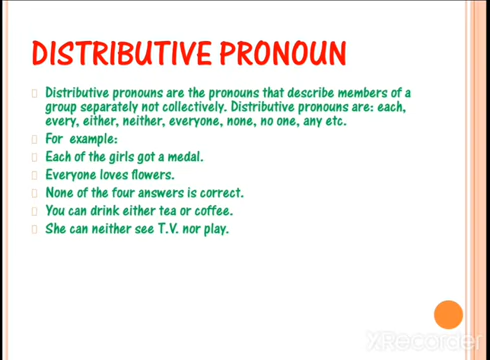 DISTRIBUTIVE PRONOUN
Distributive pronouns are the pronouns that describe members of a
group separately not collectively. Distributive pronouns are: each,
every, either, neither, everyone, none, no one, any etc.
For example:
Each of the girls got a medal.
Everyone loves flowers.
None of the four answers is correct.
You can drink either tea or coffee.
She can neither see T.V. nor play.
XRecorder